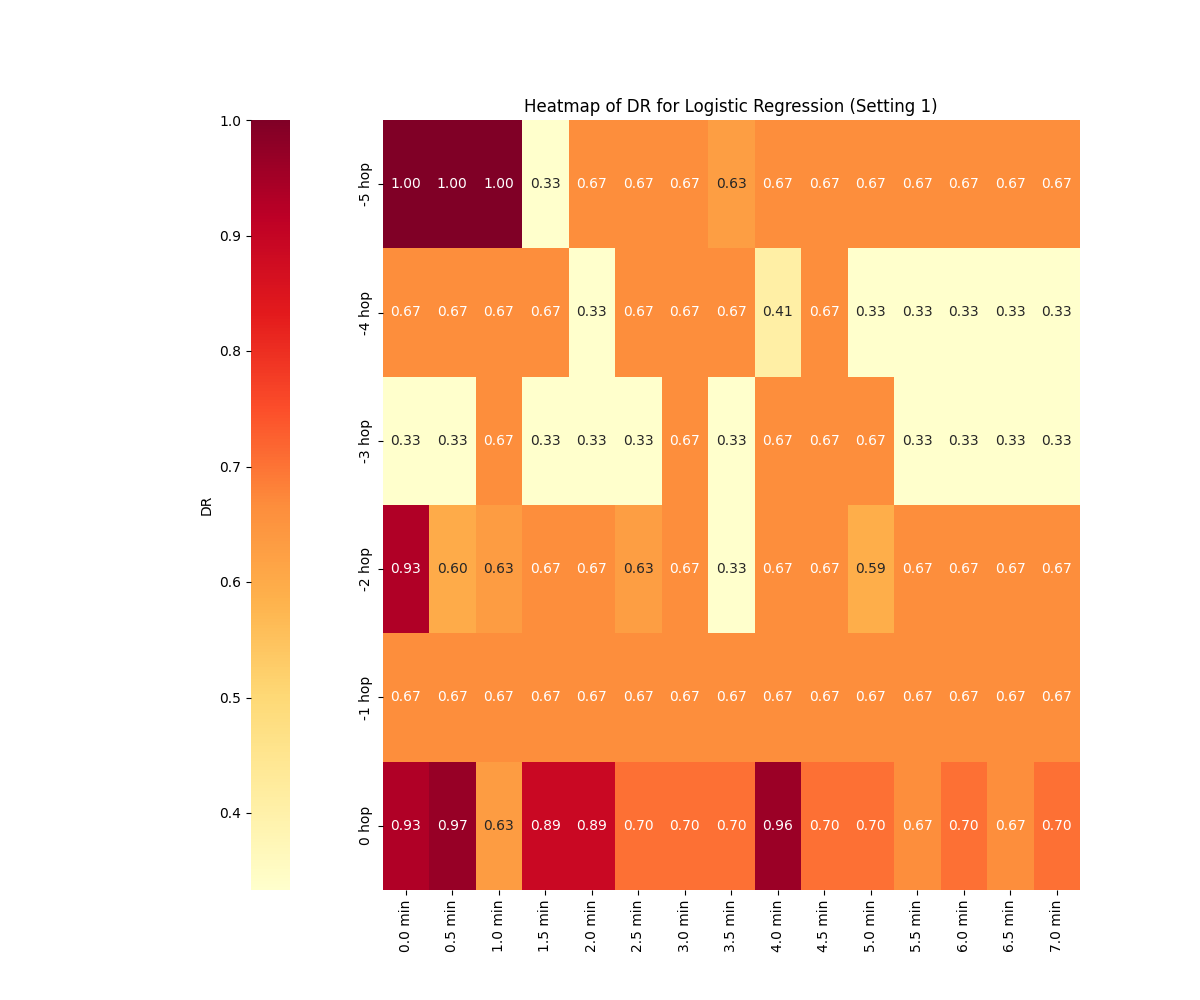 Heatmap of DR for Logistic Regression (Setting 1)
1.0
0.9
0.8
0.7
0.6
0.5
0.4
DR
-5 hop 1.00 1.00 1.00 0.33 0.67 0.67 0.67 0.63 0.67 0.67 0.67 0.67 0.67 0.67 0.67
-4 hop 0.67 0.67 0.67 0.67 0.33 0.67 0.67 0.67 0.41 0.67 0.33 0.33 0.33 0.33 0.33
-3 hop 0.33 0.33 0.67 0.33 0.33 0.33 0.67 0.33 0.67 0.67 0.67 0.33 0.33 0.33 0.33
-2 hop 0.93 0.60 0.63 0.67 0.67 0.63 0.67 0.33 0.67 0.67 0.59 0.67 0.67 0.67 0.67
-1 hop 0.67 0.67 0.67 0.67 0.67 0.67 0.67 0.67 0.67 0.67 0.67 0.67 0.67 0.67 0.67
0 hop 0.93 0.97 0.63 0.89 0.89 0.70 0.70 0.70 0.96 0.70 0.70 0.67 0.70 0.67 0.70
0.0 min 0.5 min 1.0 min 1.5 min 2.0 min 2.5 min 3.0 min 3.5 min 4.0 min 4.5 min 5.0 min 5.5 min 6.0 min 6.5 min 7.0 min